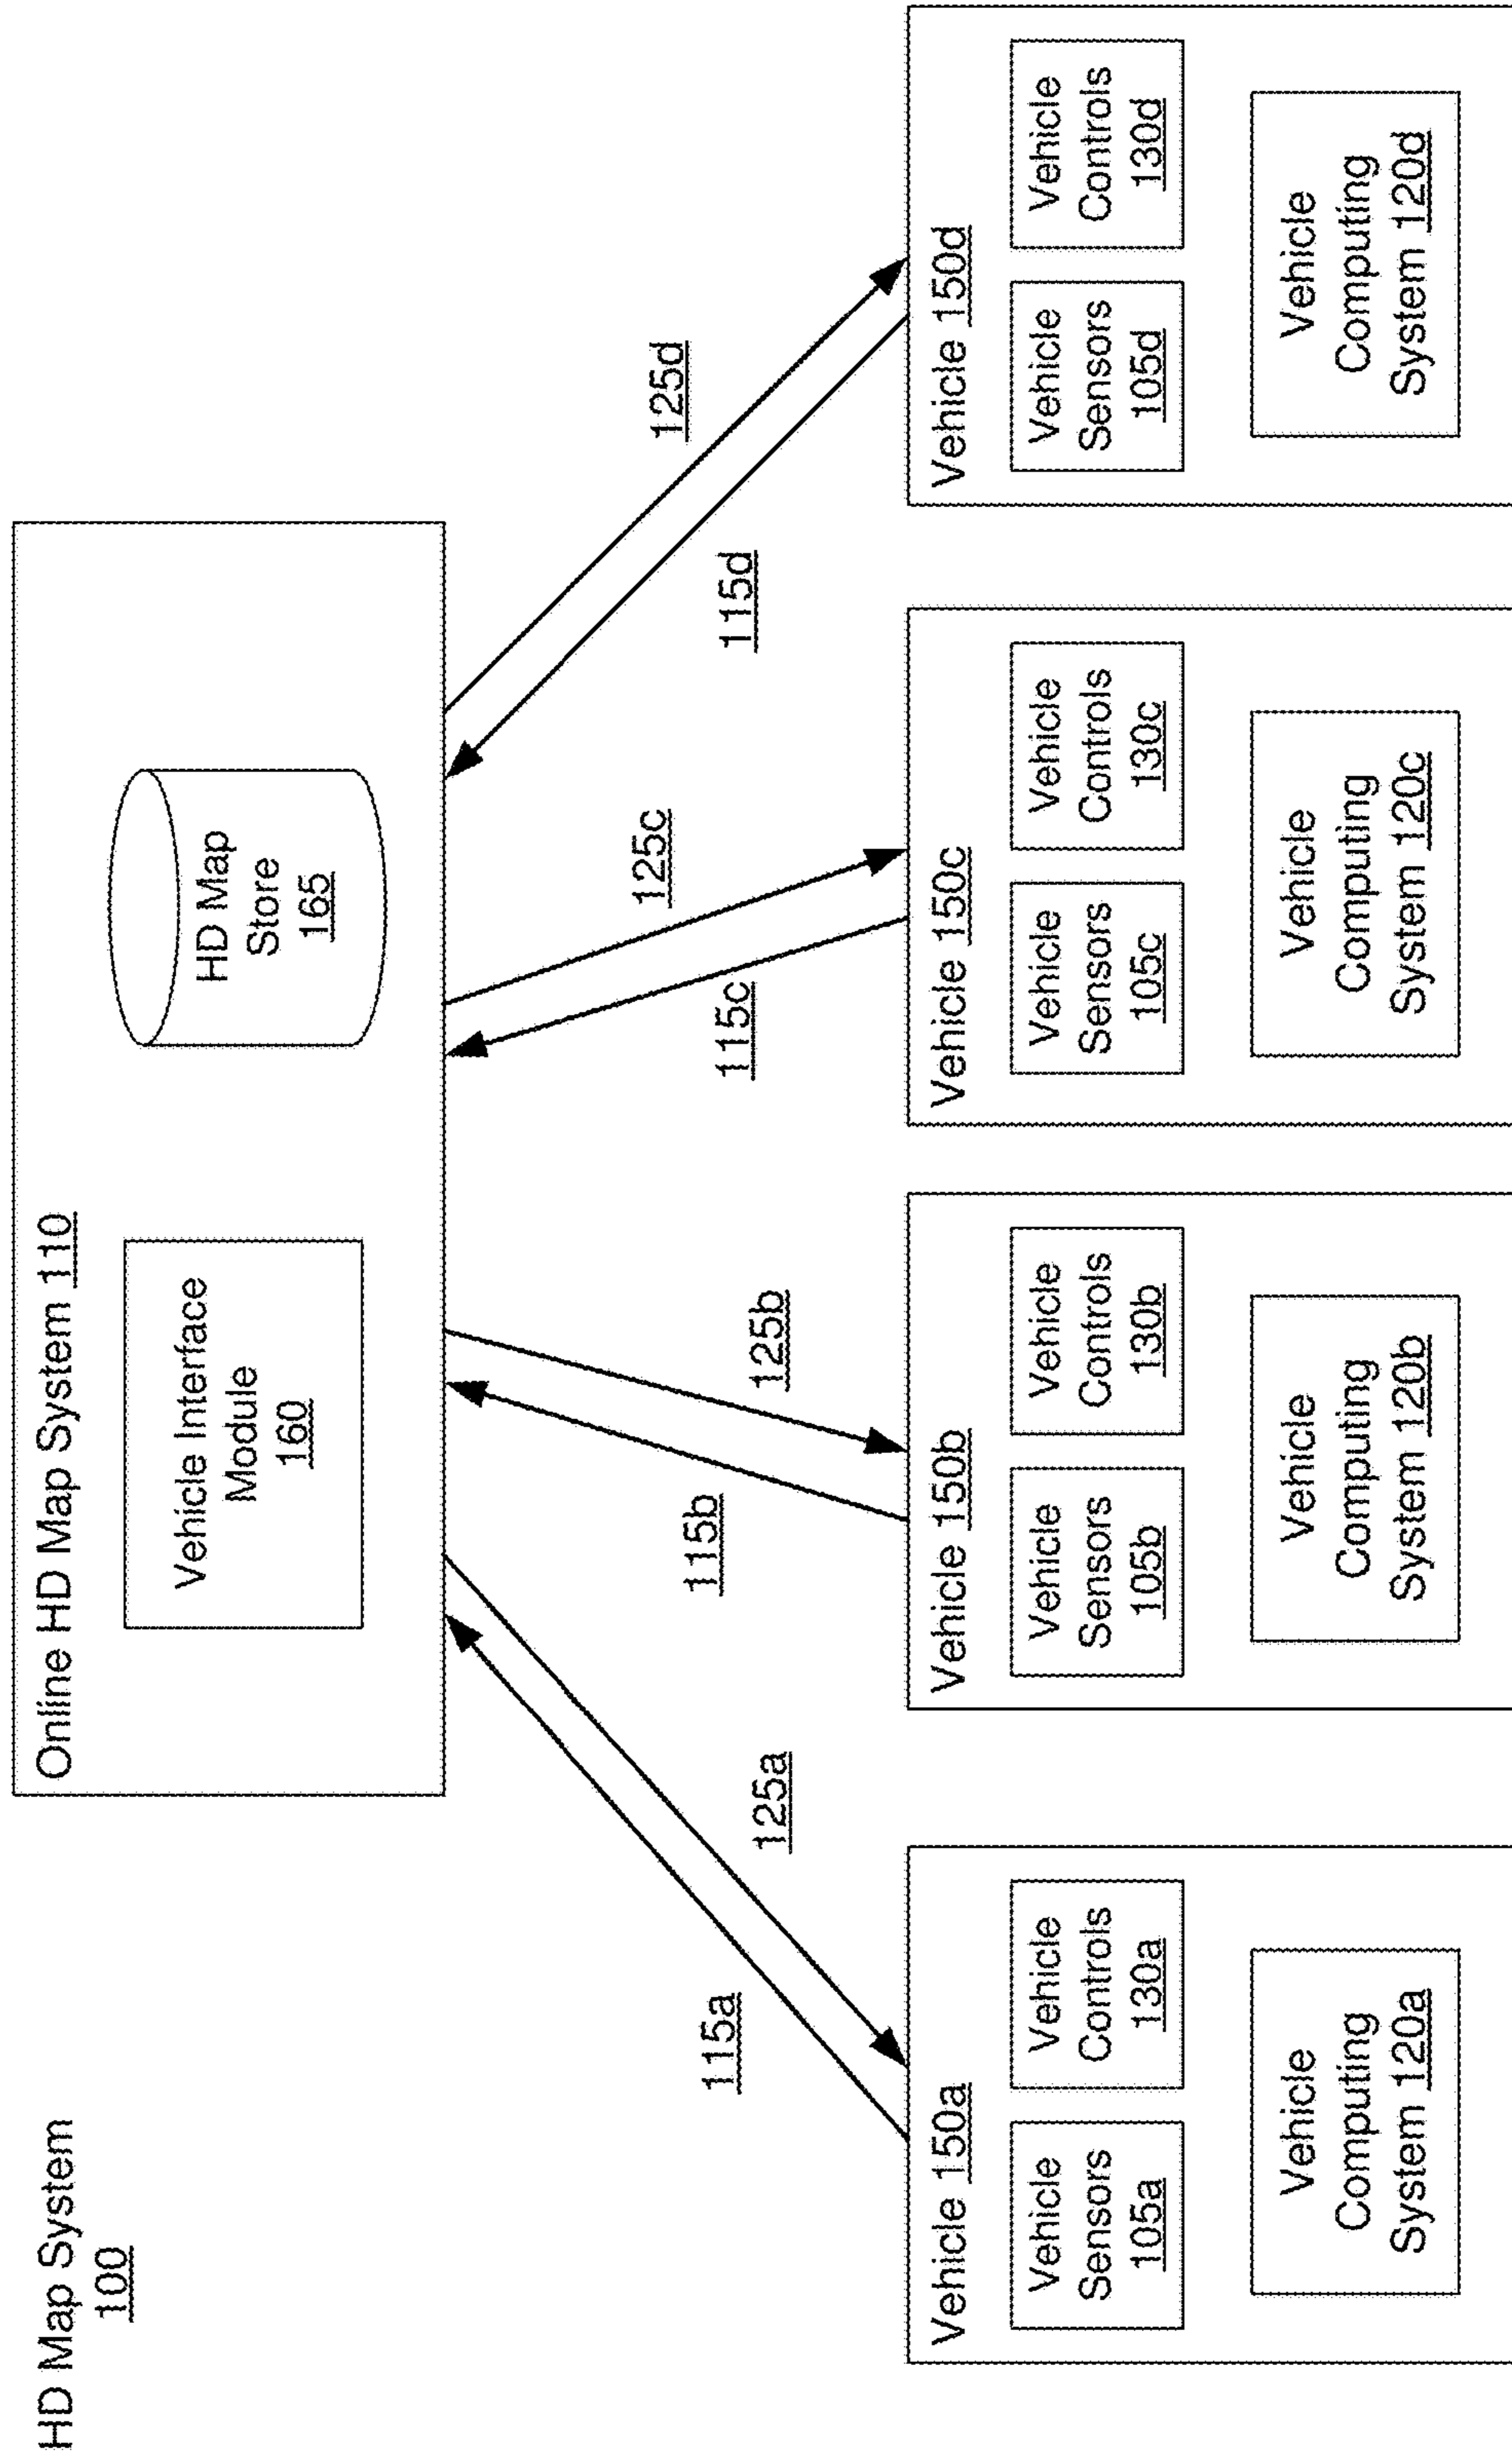 HD Map System
100
Online HD Map System 110
Vehicle Interface
Module
160
HD Map
Store
165
115a
125a
115b
125b
115c
125c
115d
125d
Vehicle 150a
Vehicle
Sensors
105a
Vehicle
Controls
130a
Vehicle
Computing
System 120a
Vehicle 150b
Vehicle
Sensors
105b
Vehicle
Controls
130b
Vehicle
Computing
System 120b
Vehicle 150c
Vehicle
Sensors
105c
Vehicle
Controls
130c
Vehicle
Computing
System 120c
Vehicle 150d
Vehicle
Sensors
105d
Vehicle
Controls
130d
Vehicle
Computing
System 120d